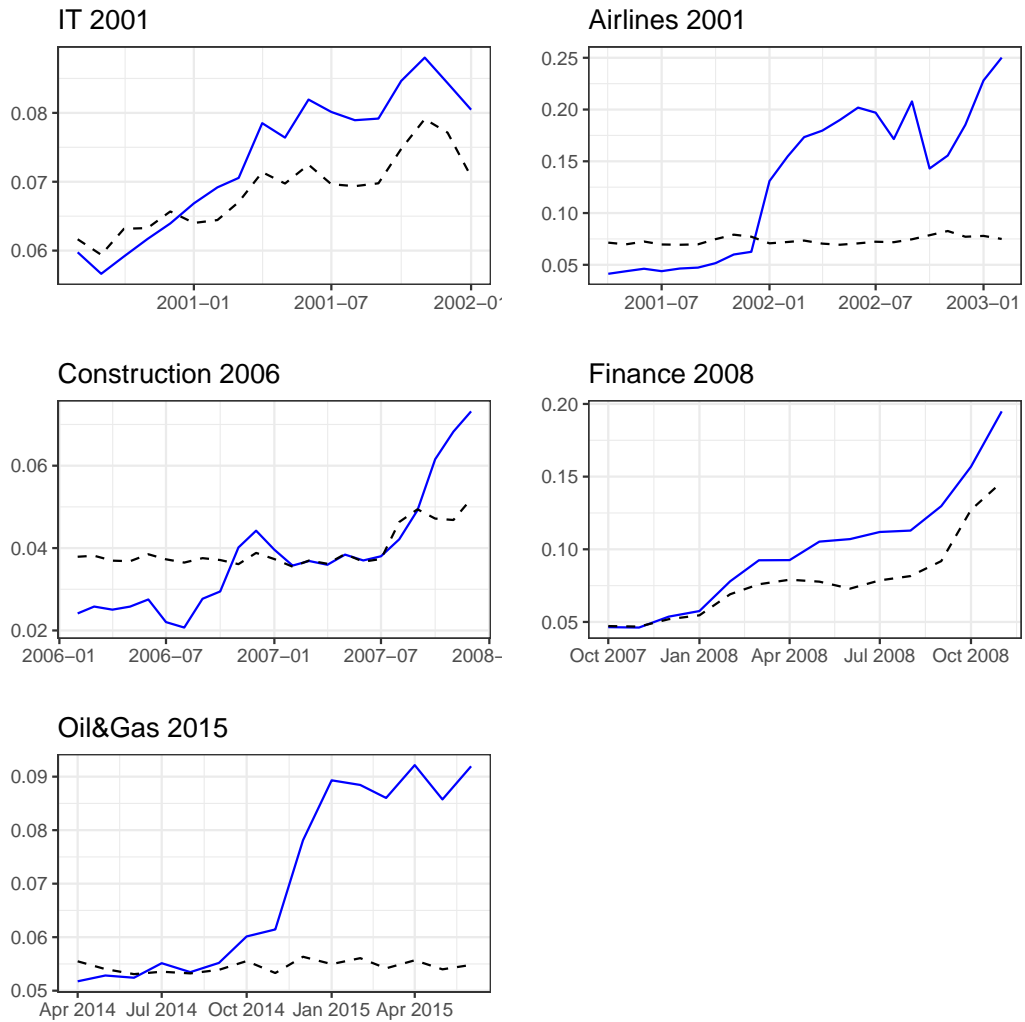 IT 2001
0.08
0.07
0.06
2001−01 2001−07 2002−01
Airlines 2001
0.25
0.20
0.15
0.10
0.05
2001−07 2002−01 2002−07 2003−01
Construction 2006
0.06
0.04
0.02
2006−01 2006−07 2007−01 2007−07 2008−
Finance 2008
0.20
0.15
0.10
0.05
Oct 2007 Jan 2008 Apr 2008 Jul 2008 Oct 2008
Oil&Gas 2015
0.09
0.08
0.07
0.06
0.05
Apr 2014 Jul 2014 Oct 2014 Jan 2015 Apr 2015